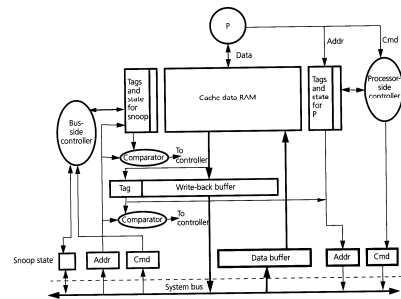 P
Addr
Cmd
Data
Tags
and
state
for
snoop
Cache data RAM
Tags
and
state
for
P
Processor-
side
controller
Bus-
side
controller
Comparator
To
controller
Tag
Write-back buffer
Comparator
To
controller
Snoop state
Addr
Cmd
Data buffer
Addr
Cmd
System bus